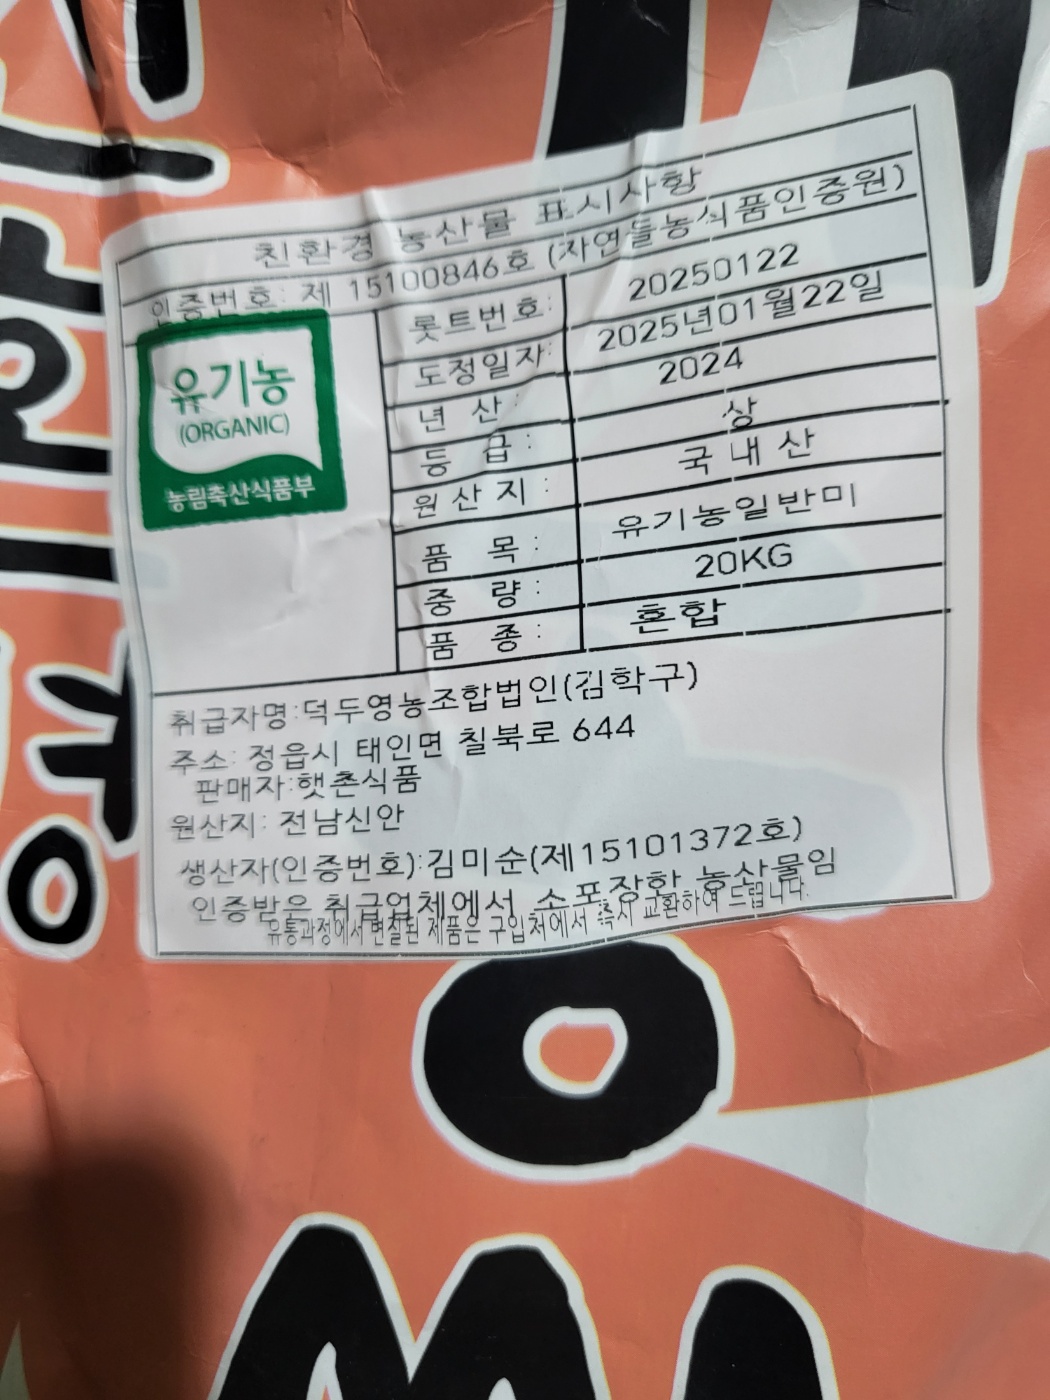 친환경 농산물 표시사항
인증번호: 제 15100846호 (자연들농식품인증원)
유기농
(ORGANIC)
농림축산식품부
롯트번호: 20250122
도정일자: 2025년01월22일
년 산: 2024
등 급: 상
원산지: 국내산
품 목: 유기농일반미
중 량: 20KG
품 종: 혼합
취급자명:덕두영농조합법인(김학구)
주소: 정읍시 태인면 칠북로 644
판매자:햇촌식품
원산지: 전남신안
생산자(인증번호):김미순(제15101372호)
인증받은 취급업체에서 소포장한 농산물임
유통과정에서변질된 제품은 구입처에서 즉시 교환하여 드립니다.